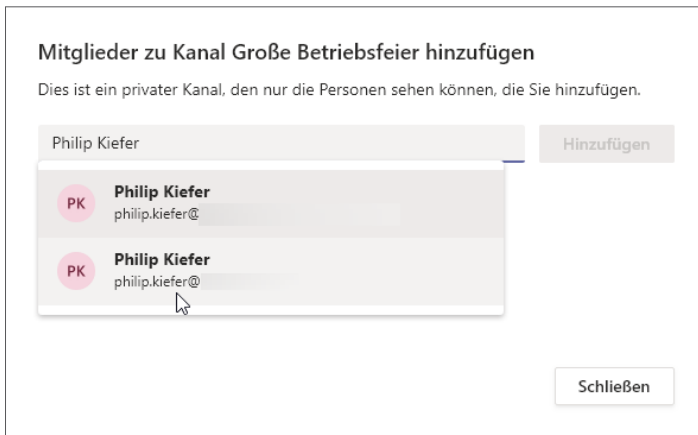 Mitglieder zu Kanal Große Betriebsfeier hinzufügen
Dies ist ein privater Kanal, den nur die Personen sehen können, die Sie hinzufügen.
Philip Kiefer
Hinzufügen
PK
Philip Kiefer
philip.kiefer@
PK
Philip Kiefer
philip.kiefer@
Schließen